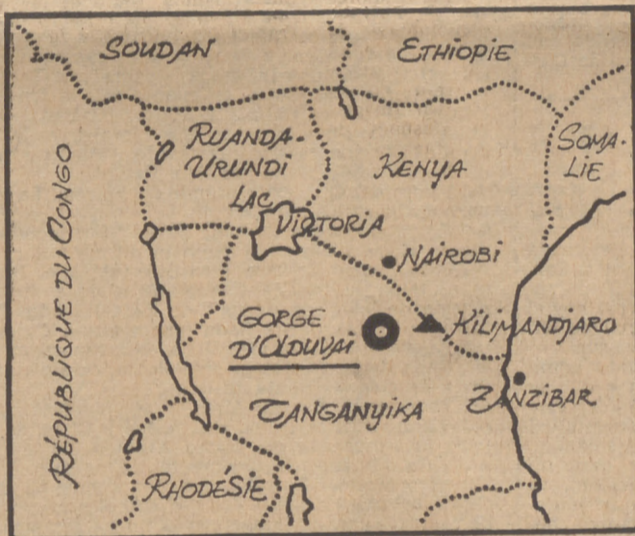 SOUDAN
ETHIOPIE
RUANDA-
URUNDI
KENYA
SOMA-
LIE
RÉPUBLIQUE DU CONGO
LAC
VICTORIA
NAIROBI
GORGE
D'OLDUVAI
KILIMANDJARO
TANGANYIKA
ZANZIBAR
RHODÉSIE